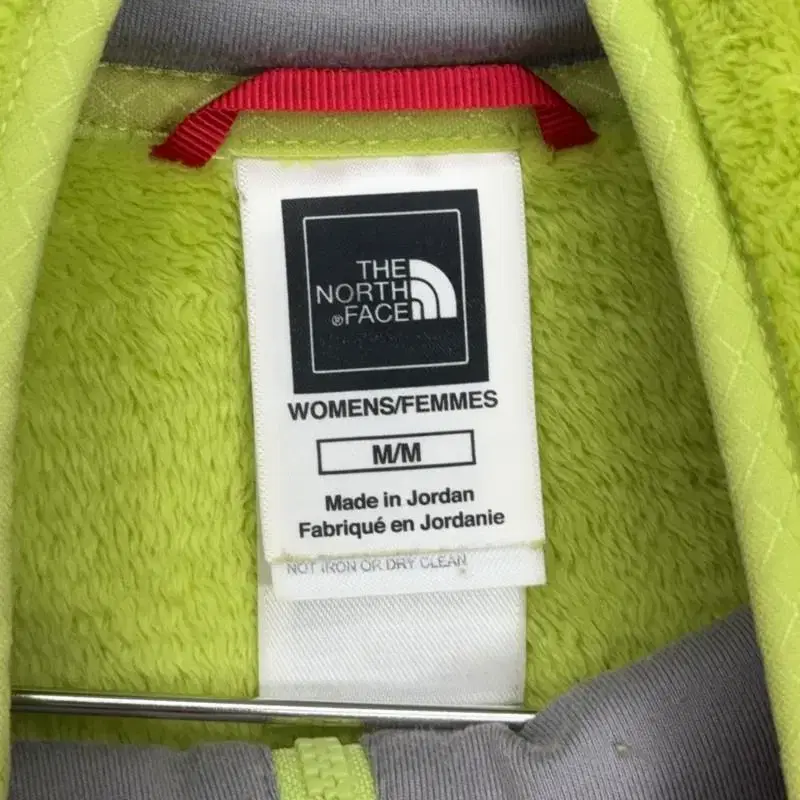 THE
NORTH
®FACE
WOMENS/FEMMES
M/M
Made in Jordan
Fabriqué en Jordanie
NOT IRON OR DRY CLEAN